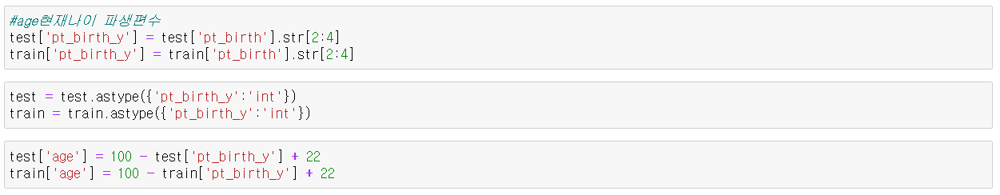 #age현재나이 파생편수
test['pt_birth_y'] = test['pt_birth'].str[2:4]
train['pt_birth_y'] = train['pt_birth'].str[2:4]
test = test.astype({'pt_birth_y':'int'})
train = train.astype({'pt_birth_y':'int'})
test['age'] = 100 - test['pt_birth_y'] + 22
train['age'] = 100 - train['pt_birth_y'] + 22